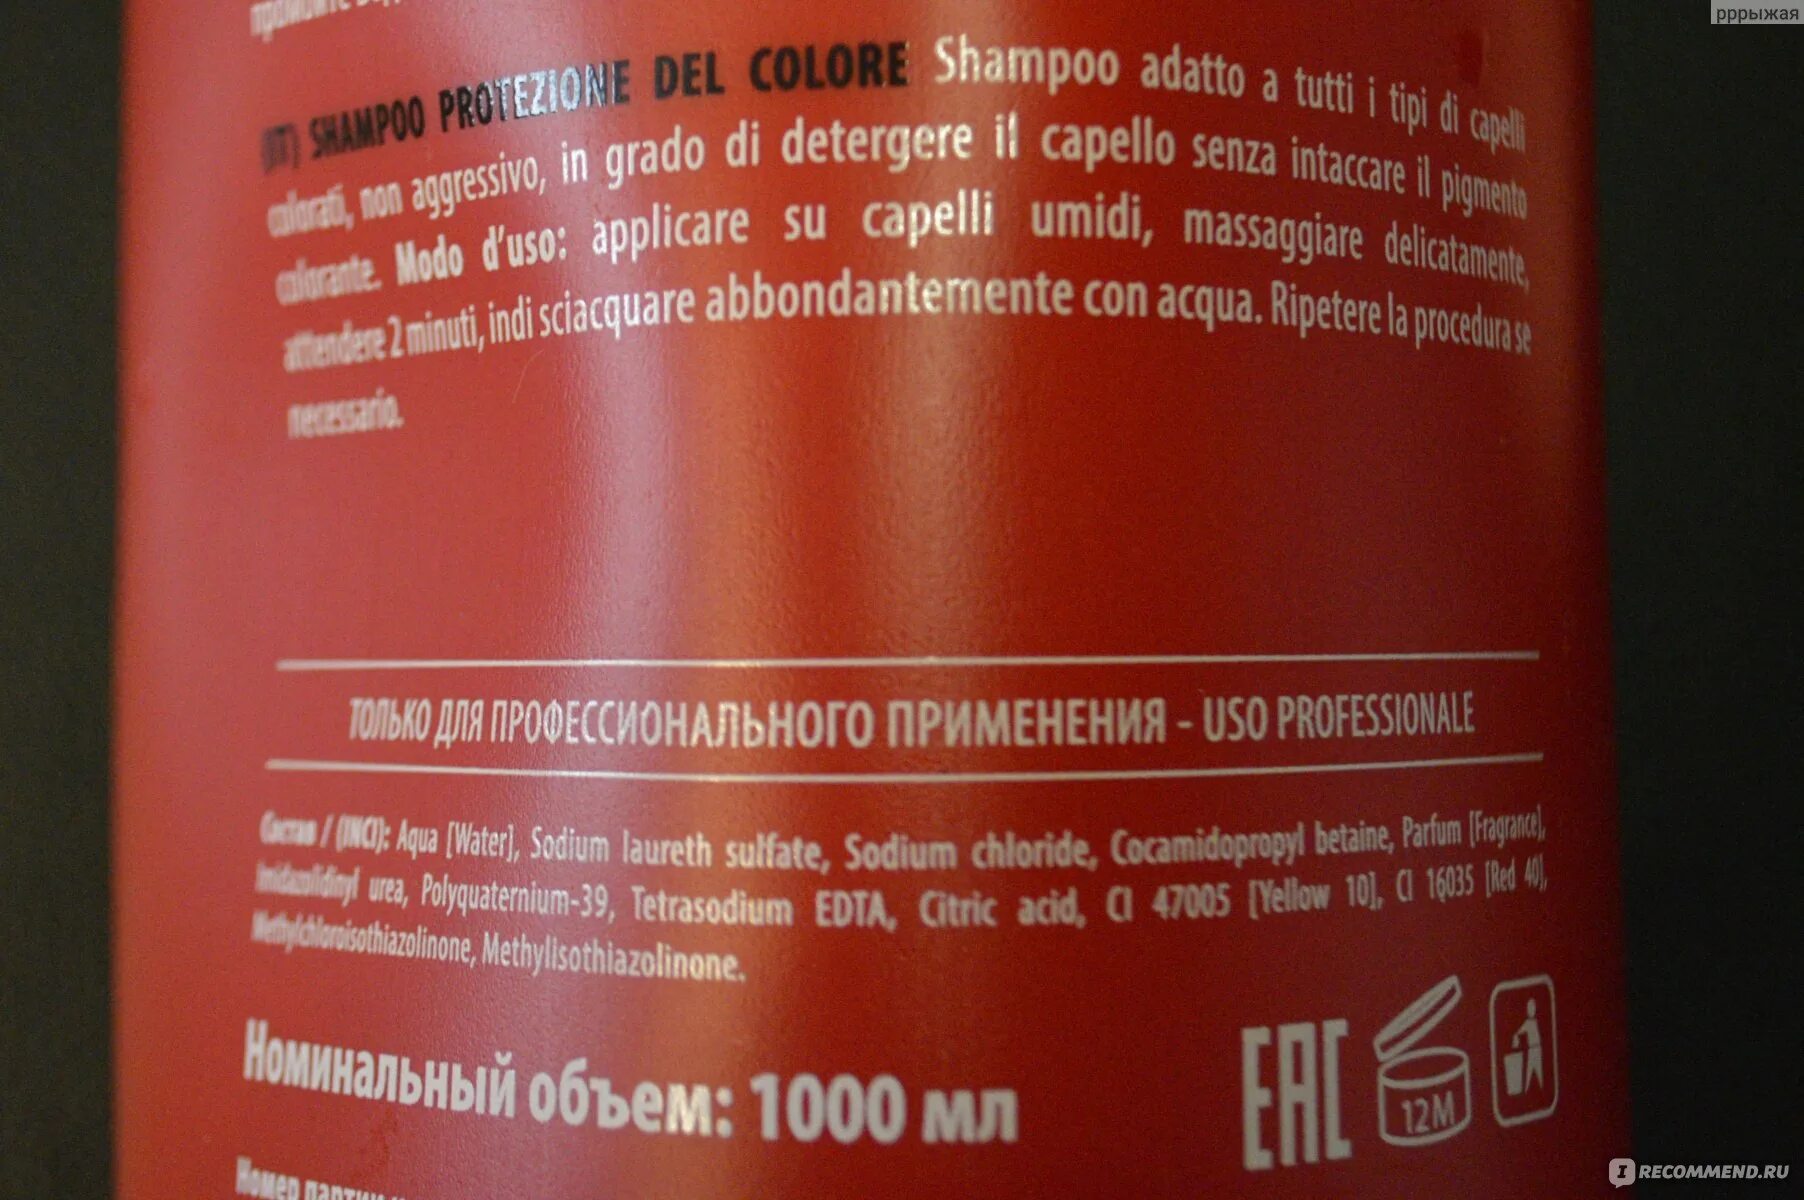 рррыжая
промойте
(IT) SHAMPOO PROTEZIONE DEL COLORE Shampoo adatto a tutti i tipi di capelli
colorati, non aggressivo, in grado di detergere il capello senza intaccare il pigmento
colorante. Modo d'uso: applicare su capelli umidi, massaggiare delicatamente,
attendere 2 minuti, indi sciacquare abbondantemente con acqua. Ripetere la procedura se
necessario.
ТОЛЬКО ДЛЯ ПРОФЕССИОНАЛЬНОГО ПРИМЕНЕНИЯ - USO PROFESSIONALE
Состав / (INCI): Aqua [Water], Sodium laureth sulfate, Sodium chloride, Cocamidopropyl betaine, Parfum [Fragrance],
Imidazolidinyl urea, Polyquaternium-39, Tetrasodium EDTA, Citric acid, CI 47005 [Yellow 10], CI 16035 [Red 40],
Methylchloroisothiazolinone, Methylisothiazolinone.
Номинальный объем: 1000 мл
EAC 12M
Номер партии
I RECOMMEND.RU